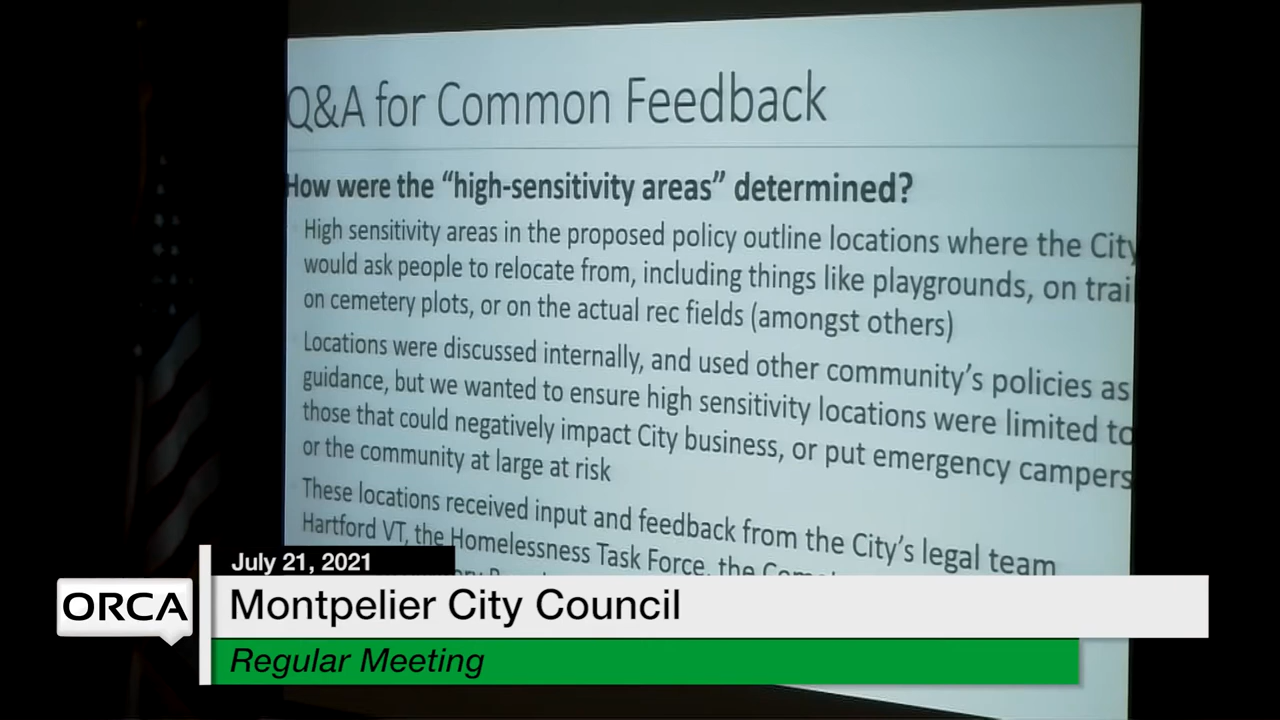 Q&A for Common Feedback
How were the “high-sensitivity areas” determined?
High sensitivity areas in the proposed policy outline locations where the City
would ask people to relocate from, including things like playgrounds, on trai
on cemetery plots, or on the actual rec fields (amongst others)
Locations were discussed internally, and used other community’s policies as
guidance, but we wanted to ensure high sensitivity locations were limited to
those that could negatively impact City business, or put emergency campers
or the community at large at risk
These locations received input and feedback from the City’s legal team
Hartford VT, the Homelessness Task Force, the
July 21, 2021
ORCA
Montpelier City Council
Regular Meeting